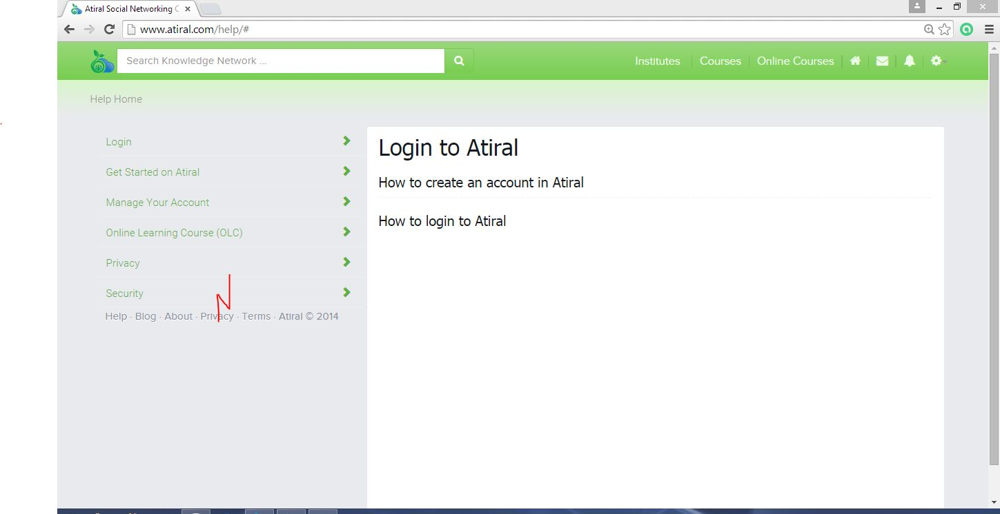 Atiral Social Networking C
www.atiral.com/help/#
Search Knowledge Network ...
Institutes
Courses
Online Courses
Help Home
Login
Get Started on Atiral
Manage Your Account
Online Learning Course (OLC)
Privacy
Security
Help · Blog · About · Privacy · Terms · Atiral © 2014
Login to Atiral
How to create an account in Atiral
How to login to Atiral